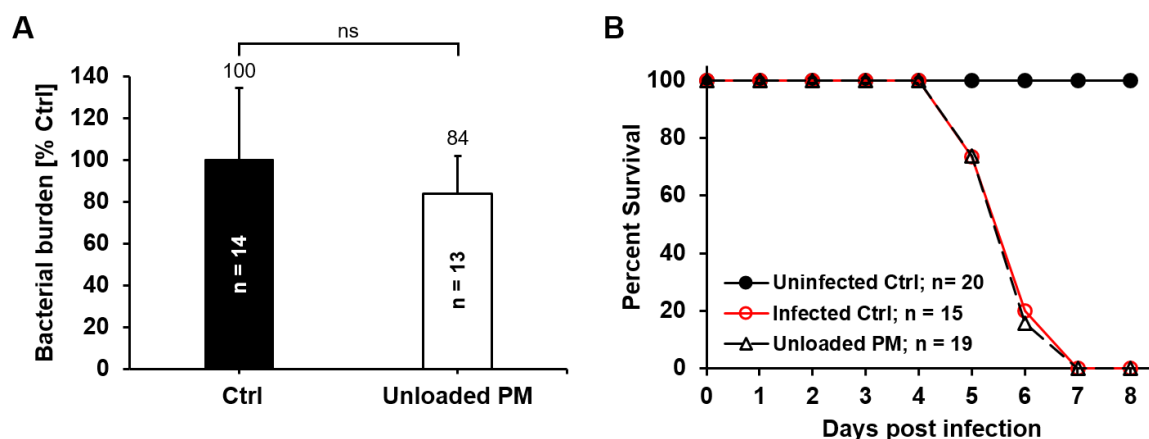 A
ns
100
84
Bacterial burden [% Ctrl]
140
120
100
80
60
40
20
0
n = 14
n = 13
Ctrl
Unloaded PM
B
Percent Survival
100
80
60
40
20
0
Uninfected Ctrl; n= 20
Infected Ctrl; n = 15
Unloaded PM; n = 19
0 1 2 3 4 5 6 7 8
Days post infection